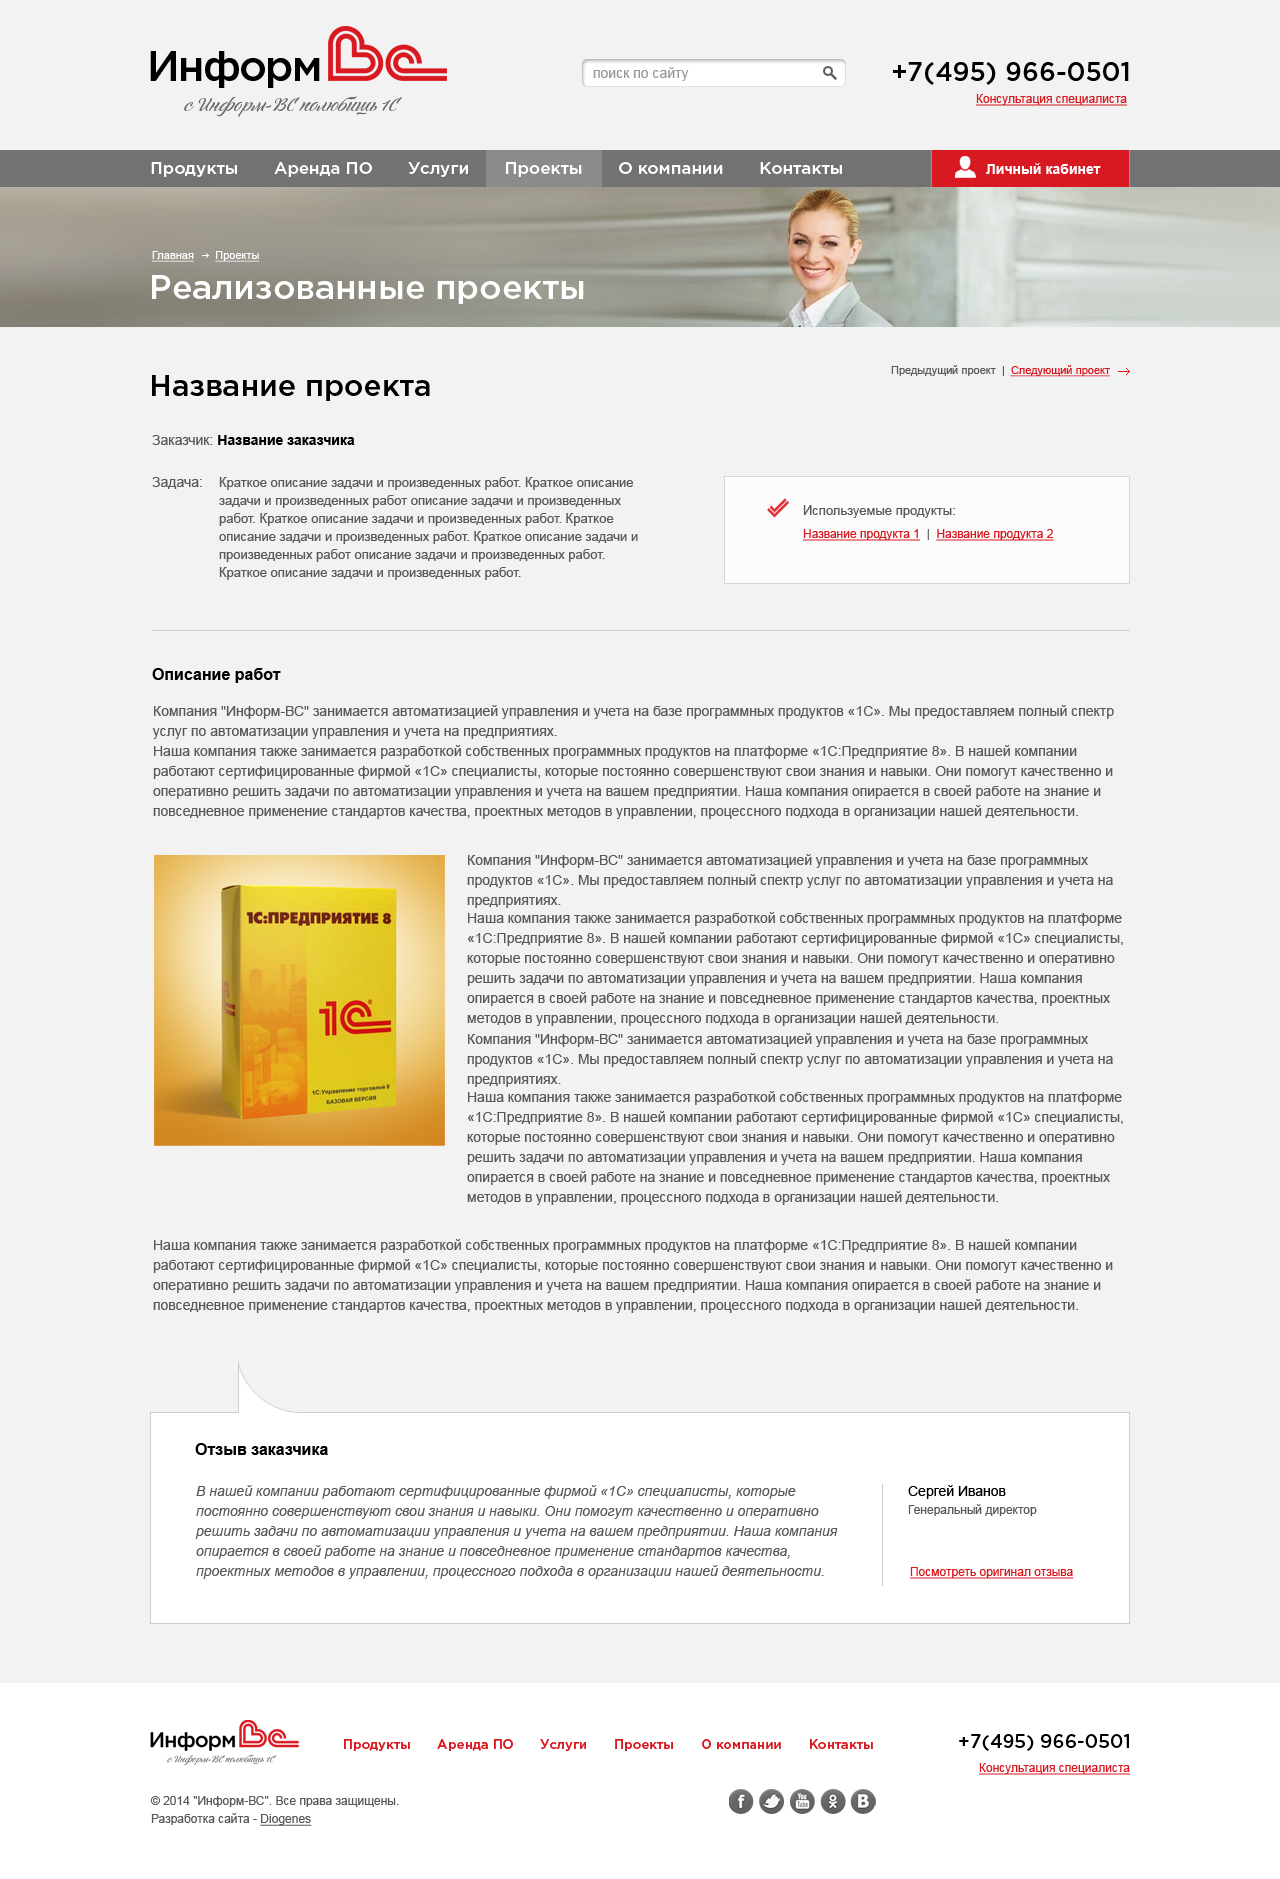 Информ ВС
с Информ-ВС полюбишь 1С
поиск по сайту
+7(495) 966-0501
Консультация специалиста
Продукты Аренда ПО Услуги Проекты О компании Контакты Личный кабинет
Главная → Проекты
Реализованные проекты
Предыдущий проект | Следующий проект →
Название проекта
Заказчик: Название заказчика
Задача: Краткое описание задачи и произведенных работ. Краткое описание
задачи и произведенных работ описание задачи и произведенных
работ. Краткое описание задачи и произведенных работ. Краткое
описание задачи и произведенных работ. Краткое описание задачи и
произведенных работ описание задачи и произведенных работ.
Краткое описание задачи и произведенных работ.
Используемые продукты:
Название продукта 1 | Название продукта 2
Описание работ
Компания "Информ-ВС" занимается автоматизацией управления и учета на базе программных продуктов «1С». Мы предоставляем полный спектр
услуг по автоматизации управления и учета на предприятиях.
Наша компания также занимается разработкой собственных программных продуктов на платформе «1С:Предприятие 8». В нашей компании
работают сертифицированные фирмой «1С» специалисты, которые постоянно совершенствуют свои знания и навыки. Они помогут качественно и
оперативно решить задачи по автоматизации управления и учета на вашем предприятии. Наша компания опирается в своей работе на знание и
повседневное применение стандартов качества, проектных методов в управлении, процессного подхода в организации нашей деятельности.
1С:ПРЕДПРИЯТИЕ 8
1С
1С:Управление торговлей 8
БАЗОВАЯ ВЕРСИЯ
Компания "Информ-ВС" занимается автоматизацией управления и учета на базе программных
продуктов «1С». Мы предоставляем полный спектр услуг по автоматизации управления и учета на
предприятиях.
Наша компания также занимается разработкой собственных программных продуктов на платформе
«1С:Предприятие 8». В нашей компании работают сертифицированные фирмой «1С» специалисты,
которые постоянно совершенствуют свои знания и навыки. Они помогут качественно и оперативно
решить задачи по автоматизации управления и учета на вашем предприятии. Наша компания
опирается в своей работе на знание и повседневное применение стандартов качества, проектных
методов в управлении, процессного подхода в организации нашей деятельности.
Компания "Информ-ВС" занимается автоматизацией управления и учета на базе программных
продуктов «1С». Мы предоставляем полный спектр услуг по автоматизации управления и учета на
предприятиях.
Наша компания также занимается разработкой собственных программных продуктов на платформе
«1С:Предприятие 8». В нашей компании работают сертифицированные фирмой «1С» специалисты,
которые постоянно совершенствуют свои знания и навыки. Они помогут качественно и оперативно
решить задачи по автоматизации управления и учета на вашем предприятии. Наша компания
опирается в своей работе на знание и повседневное применение стандартов качества, проектных
методов в управлении, процессного подхода в организации нашей деятельности.
Наша компания также занимается разработкой собственных программных продуктов на платформе «1С:Предприятие 8». В нашей компании
работают сертифицированные фирмой «1С» специалисты, которые постоянно совершенствуют свои знания и навыки. Они помогут качественно и
оперативно решить задачи по автоматизации управления и учета на вашем предприятии. Наша компания опирается в своей работе на знание и
повседневное применение стандартов качества, проектных методов в управлении, процессного подхода в организации нашей деятельности.
Отзыв заказчика
В нашей компании работают сертифицированные фирмой «1С» специалисты, которые
постоянно совершенствуют свои знания и навыки. Они помогут качественно и оперативно
решить задачи по автоматизации управления и учета на вашем предприятии. Наша компания
опирается в своей работе на знание и повседневное применение стандартов качества,
проектных методов в управлении, процессного подхода в организации нашей деятельности.
Сергей Иванов
Генеральный директор
Посмотреть оригинал отзыва
Информ ВС
с Информ-ВС полюбишь 1С
Продукты Аренда ПО Услуги Проекты О компании Контакты
+7(495) 966-0501
Консультация специалиста
© 2014 "Информ-ВС". Все права защищены.
Разработка сайта - Diogenes
f You Tube В